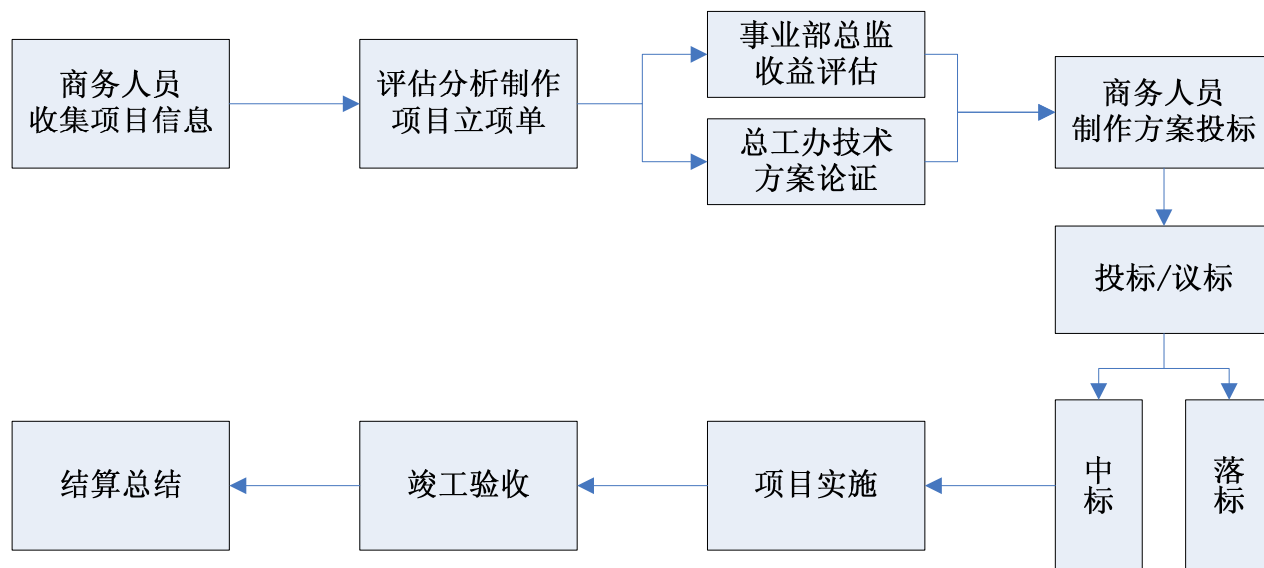 商务人员
收集项目信息
评估分析制作
项目立项单
事业部总监
收益评估
总工办技术
方案论证
商务人员
制作方案投标
投标/议标
中
标
落
标
项目实施
竣工验收
结算总结